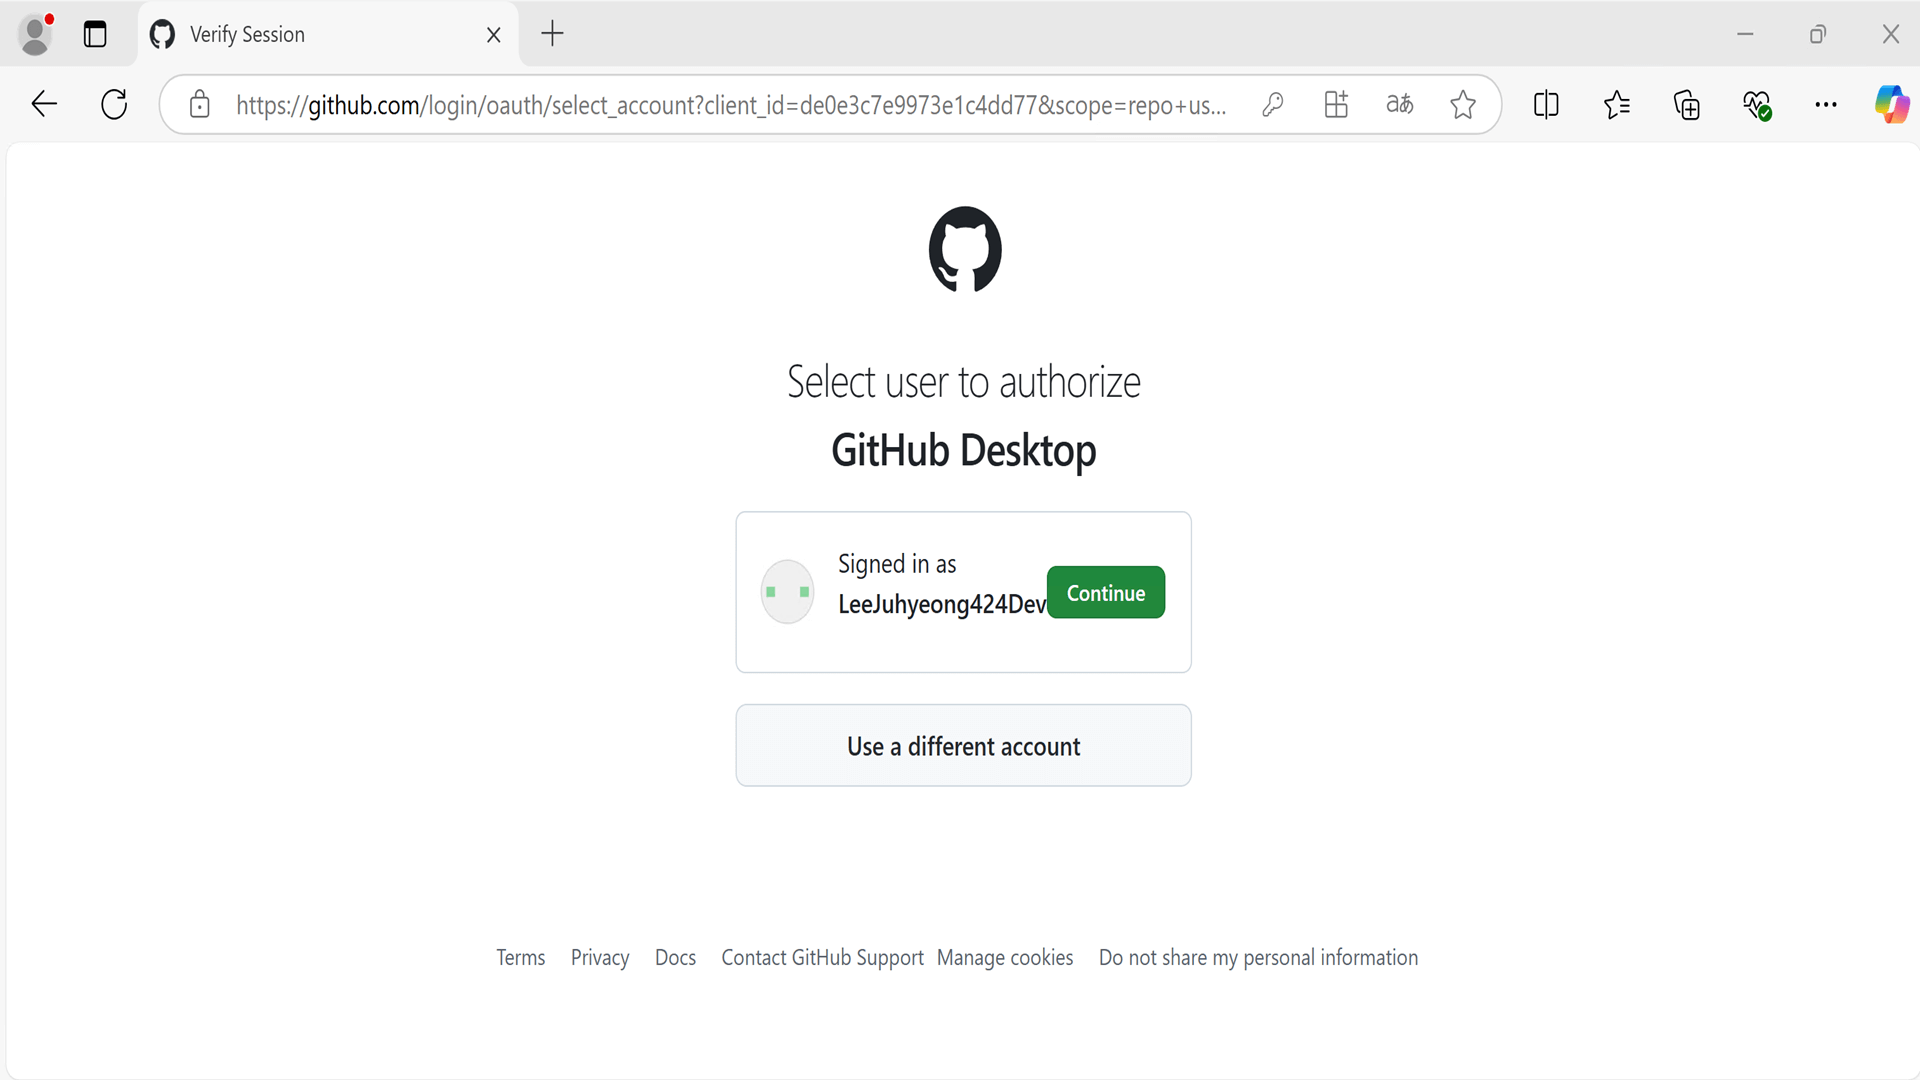 Verify Session
https://github.com/login/oauth/select_account?client_id=de0e3c7e9973e1c4dd77&scope=repo+us...
aあ
Select user to authorize
GitHub Desktop
Signed in as
LeeJuhyeong424Dev
Continue
Use a different account
Terms Privacy Docs Contact GitHub Support Manage cookies Do not share my personal information